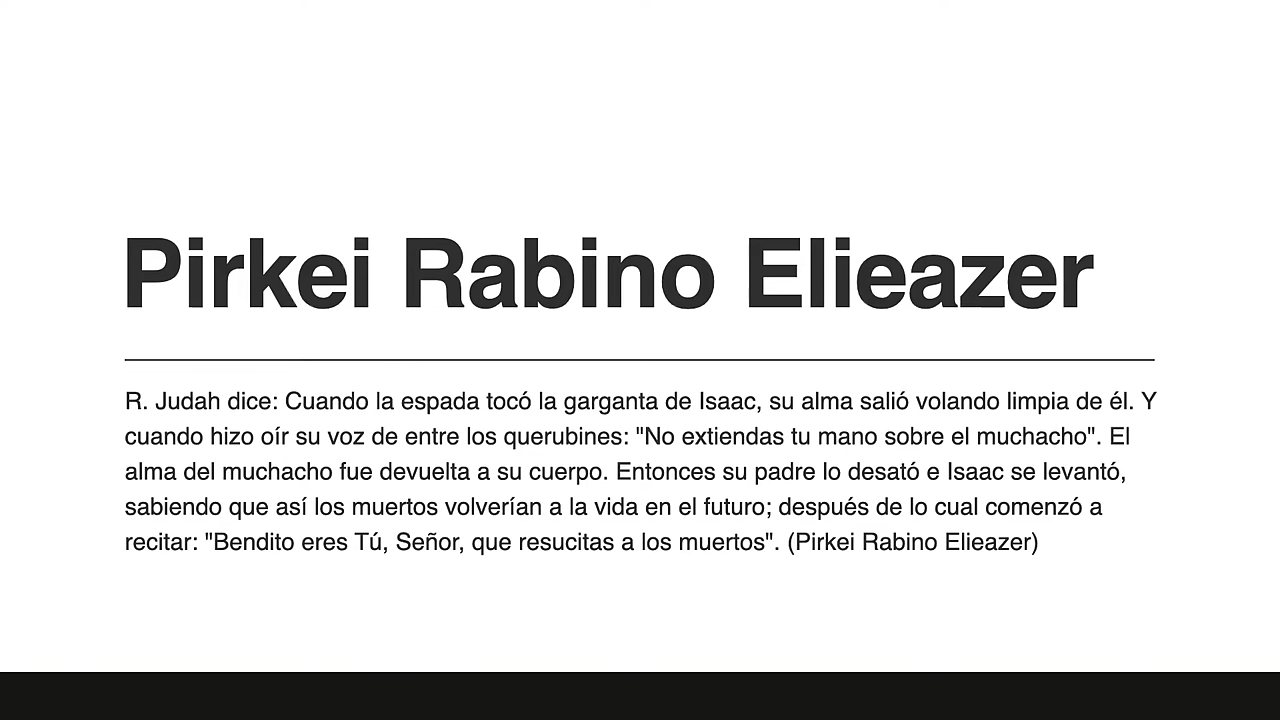 Pirkei Rabino Elieazer
R. Judah dice: Cuando la espada tocó la garganta de Isaac, su alma salió volando limpia de él. Y
cuando hizo oír su voz de entre los querubines: "No extiendas tu mano sobre el muchacho". El
alma del muchacho fue devuelta a su cuerpo. Entonces su padre lo desató e Isaac se levantó,
sabiendo que así los muertos volverían a la vida en el futuro; después de lo cual comenzó a
recitar: "Bendito eres Tú, Señor, que resucitas a los muertos". (Pirkei Rabino Elieazer)